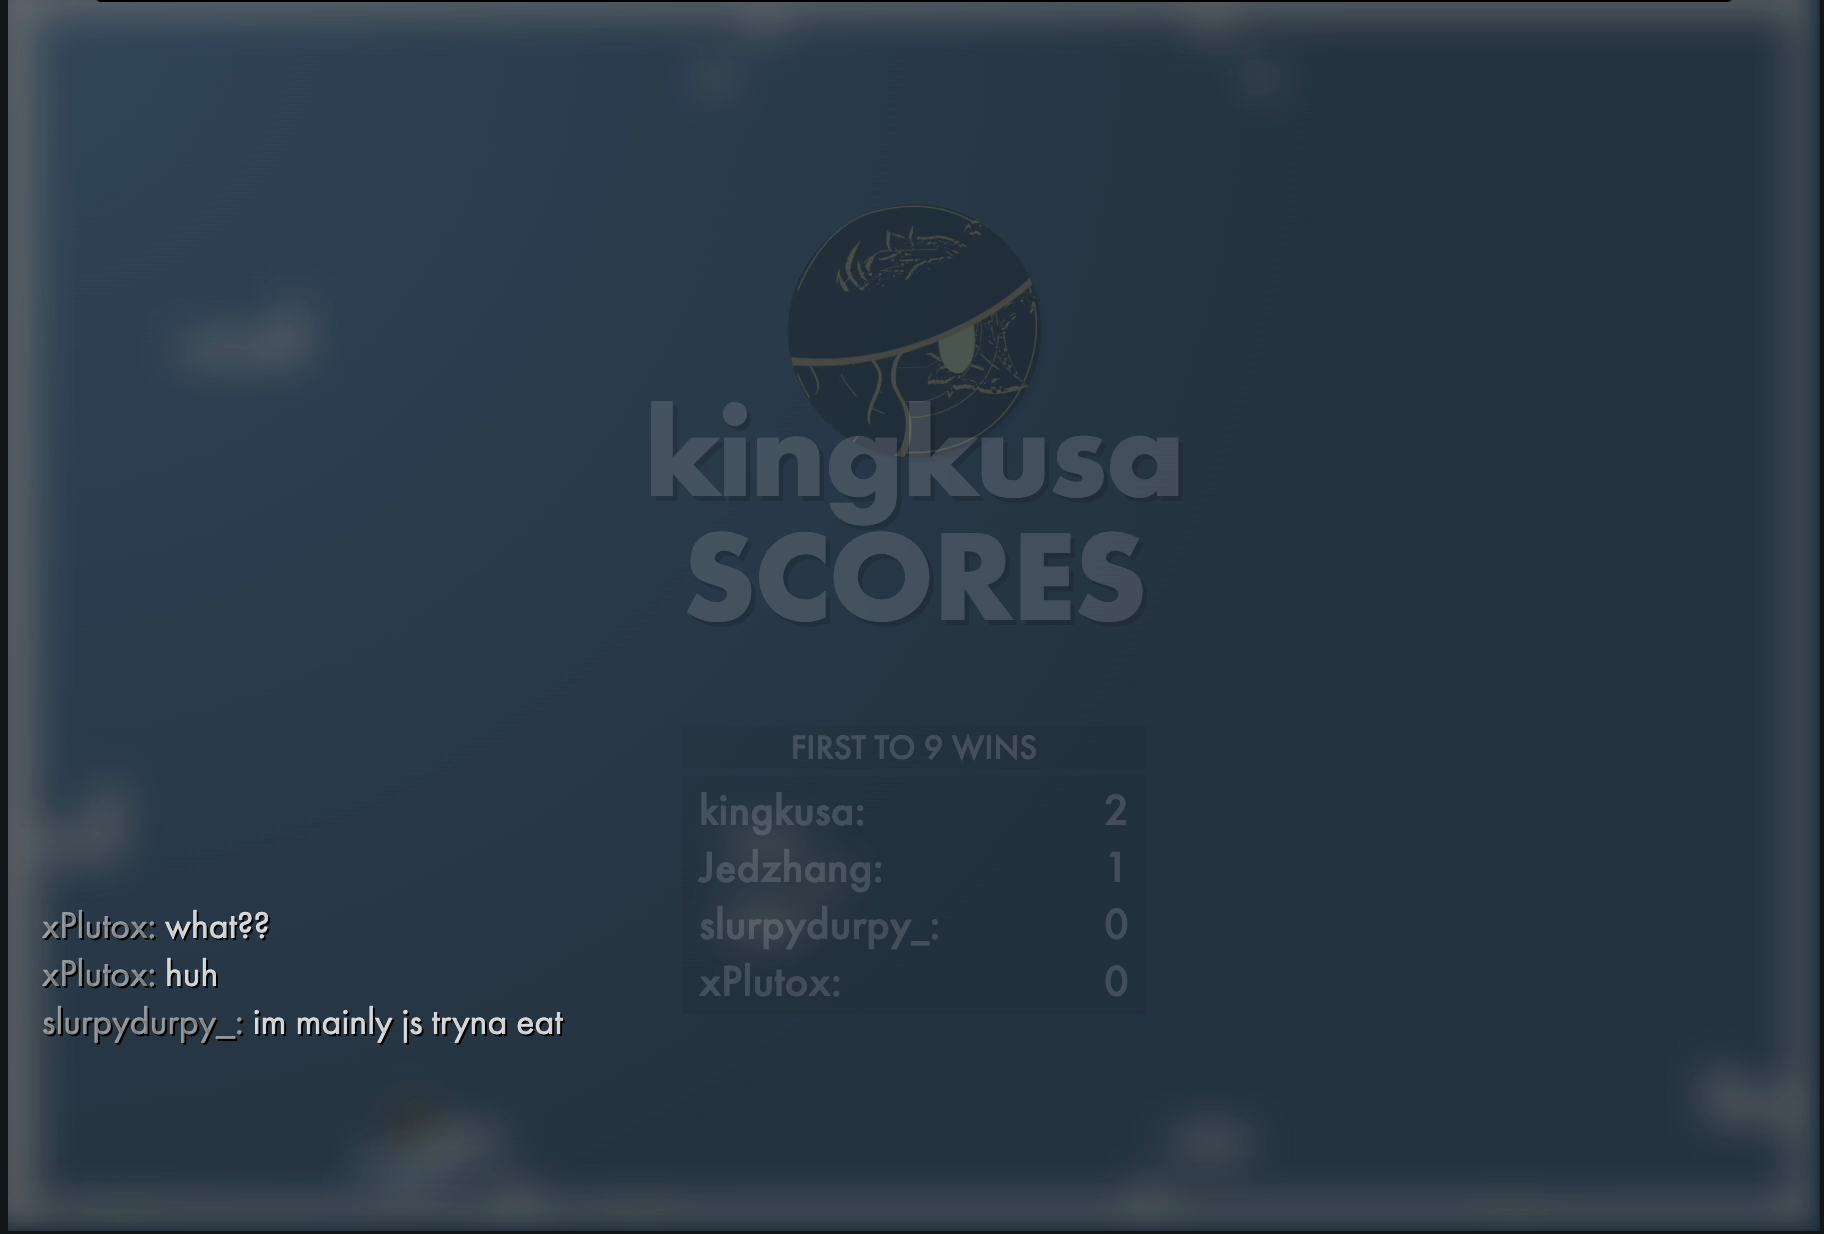 kingkusa
SCORES
FIRST TO 9 WINS
kingkusa: 2
Jedzhang: 1
slurpydurpy_: 0
xPlutox: 0
xPlutox: what??
xPlutox: huh
slurpydurpy_: im mainly js tryna eat